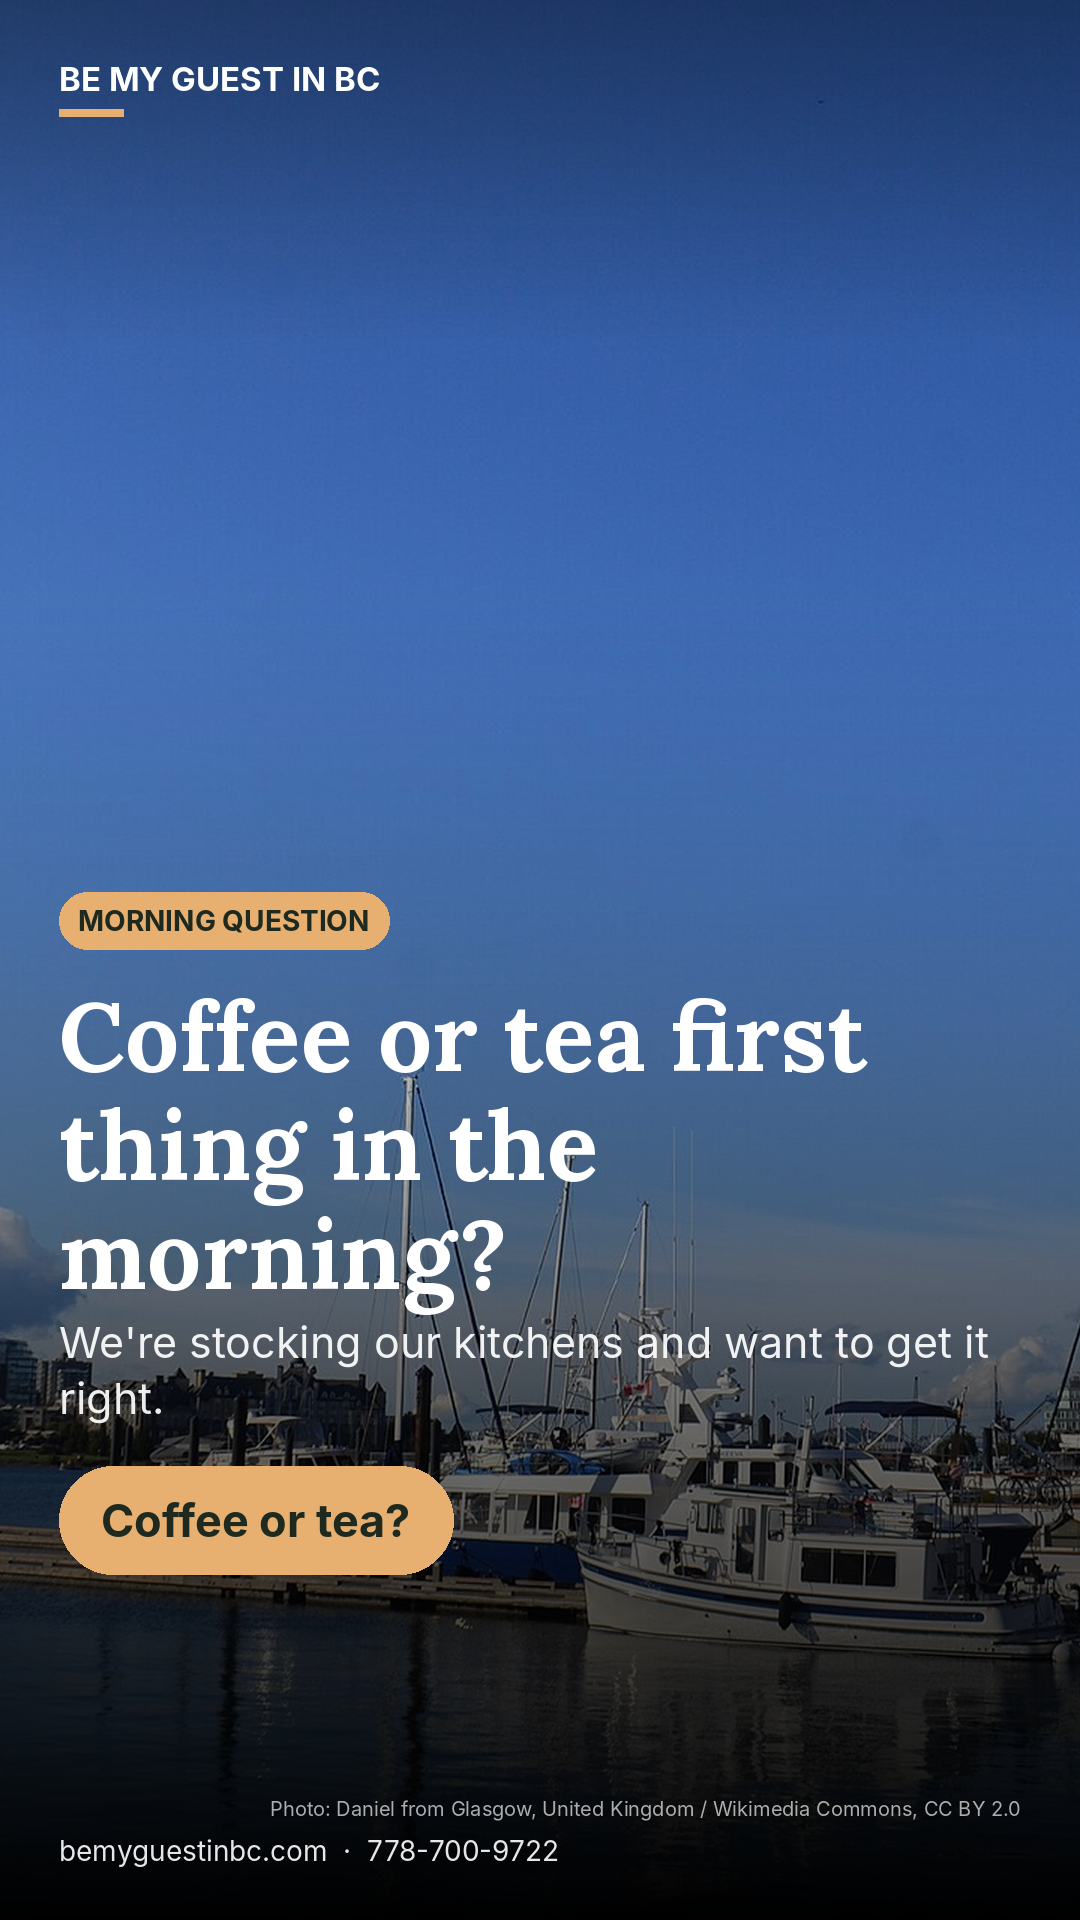 BE MY GUEST IN BC
MORNING QUESTION
Coffee or tea first
thing in the
morning?
We're stocking our kitchens and want to get it
right.
Coffee or tea?
Photo: Daniel from Glasgow, United Kingdom / Wikimedia Commons, CC BY 2.0
bemyguestinbc.com · 778-700-9722